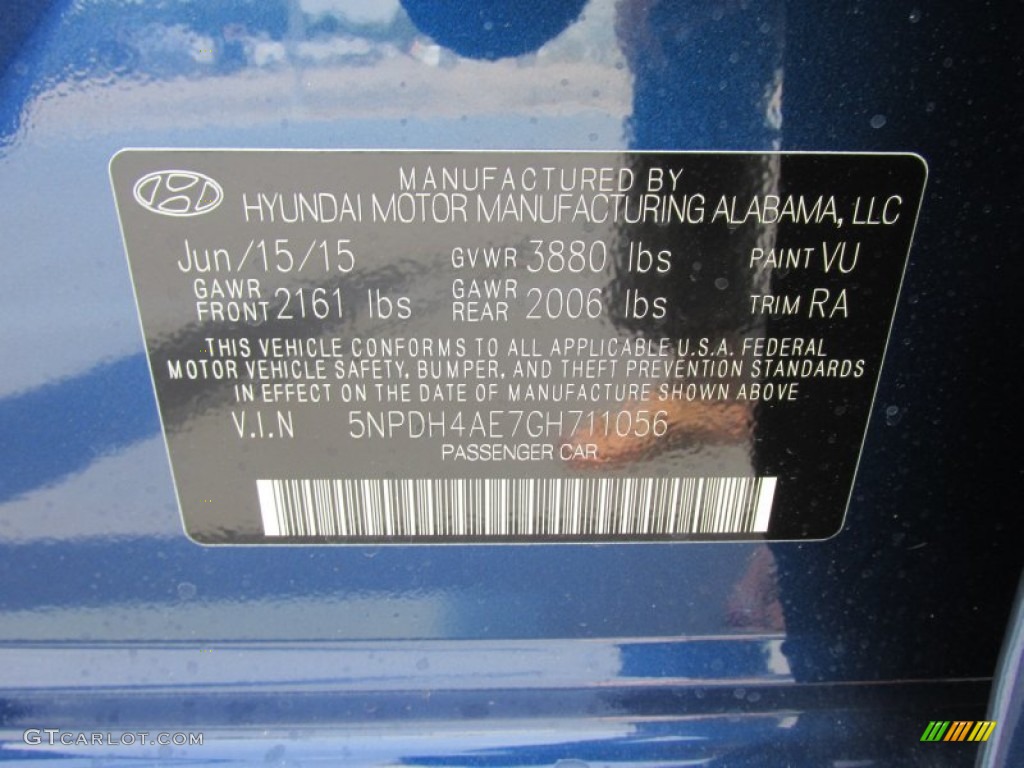 MANUFACTURED BY
HYUNDAI MOTOR MANUFACTURING ALABAMA, LLC
Jun/15/15 GVWR 3880 lbs PAINT VU
GAWR FRONT 2161 lbs GAWR REAR 2006 lbs TRIM RA
THIS VEHICLE CONFORMS TO ALL APPLICABLE U.S.A. FEDERAL
MOTOR VEHICLE SAFETY, BUMPER, AND THEFT PREVENTION STANDARDS
IN EFFECT ON THE DATE OF MANUFACTURE SHOWN ABOVE
V.I.N 5NPDH4AE7GH711056
PASSENGER CAR
GTCARLOT.COM